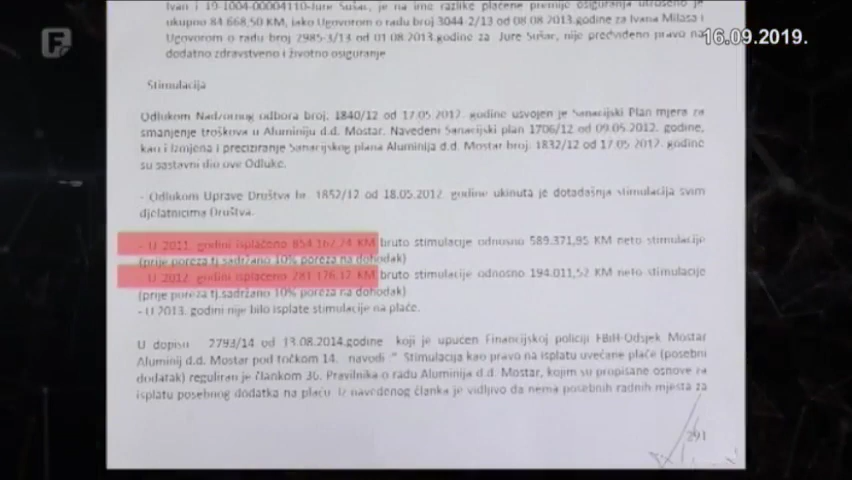 Ivan i 19-1004-00004110-Jure Sušar, je na ime razlike plaćene premije osiguranja utrošeno je
ukupno 84 668,50 KM, iako Ugovorom o radu broj 3044-2/13 od 08 08 2013.godine za Ivana Milasa i
Ugovorom o radu broj 2985-3/13 od 01 08 2013.godine za Jure Sušar, nije predviđeno pravo na
dodatno zdravstveno i životno osiguranje
16.09.2019.
F
Stimulacija
Odlukom Nadzornog odbora broj. 1840/12 od 17.05.2012. godine usvojen je Sanacijski Plan mjera za
smanjenje troškova u Aluminiju d.d. Mostar. Navedeni Sanacijski plan 1706/12 od 09.05.2012. godine,
kao i Izmjena i preciziranje Sanacijskog plana Aluminija d.d. Mostar broj. 1832/12 od 17 05 2012. godine
su sastavni dio ove Odluke.
- Odlukom Uprave Društva br. 1852/12 od 18.05.2012. godine ukinuta je dotadašnja stimulacija svim
djelatnicima Društva.
- U 2011. godini isplaćeno 854.162,74 KM bruto stimulacije odnosno 589.371,95 KM neto stimulacije
(prije poreza tj.sadržano 10% poreza na dohodak)
- U 2012. godini isplaćeno 281 176,12 KM bruto stimulacije odnosno 194.011,52 KM neto stimulacije
(prije poreza tj.sadržano 10% poreza na dohodak)
- U 2013. godini nije bilo isplate stimulacije na plaće.
U dopisu 2793/14 od 13.08.2014.godine koji je upućen Financijskoj policiji FBiH-Odsjek Mostar
Aluminij d.d. Mostar pod točkom 14. navodi :" Stimulacija kao pravo na isplatu uvećane plaće (posebni
dodatak) reguliran je člankom 36. Pravilnika o radu Aluminija d.d. Mostar, kojim su propisane osnove za
isplatu posebnog dodatka na plaću. Iz navedenog članka je vidljivo da nema posebnih radnih mjesta za
291